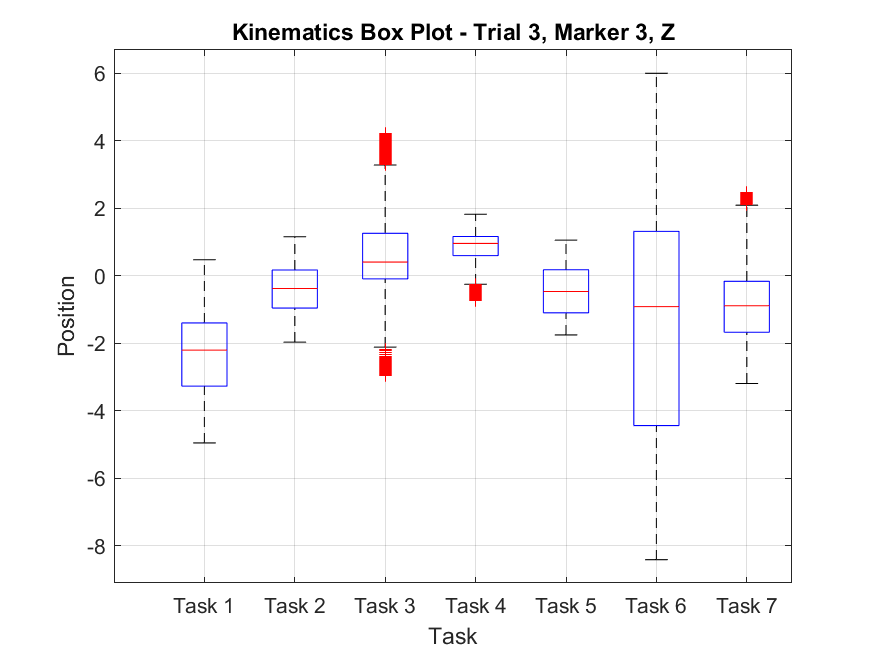 Kinematics Box Plot - Trial 3, Marker 3, Z
6
4
2
0
-2
-4
-6
-8
Position
Task 1 Task 2 Task 3 Task 4 Task 5 Task 6 Task 7
Task